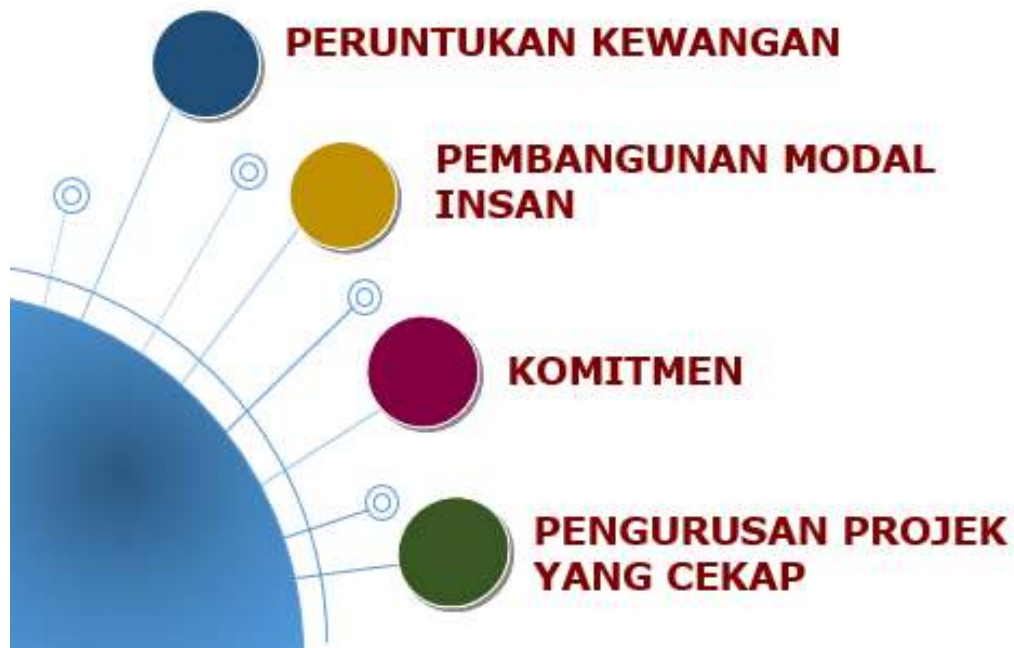 PERUNTUKAN KEWANGAN
PEMBANGUNAN MODAL
INSAN
KOMITMEN
PENGURUSAN PROJEK
YANG CEKAP